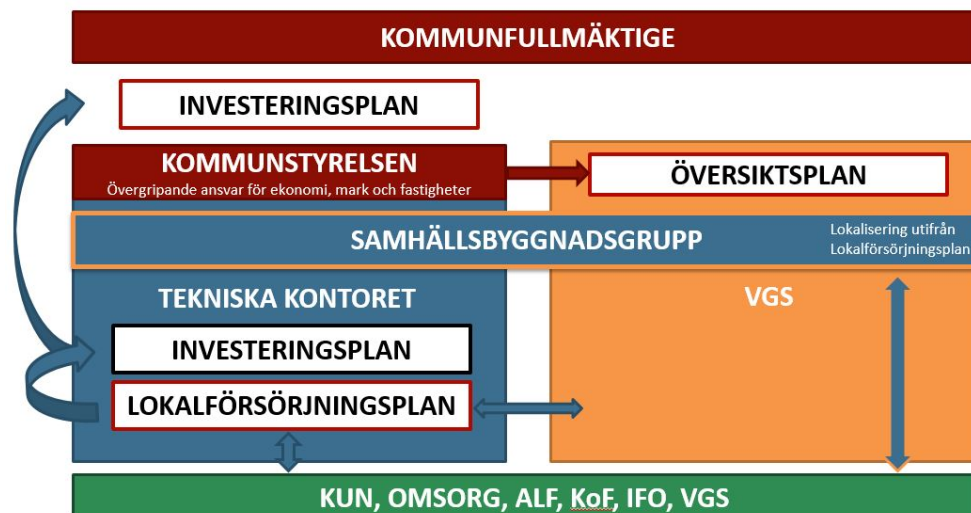 KOMMUNFULLMÄKTIGE
INVESTERINGSPLAN
KOMMUNSTYRELSEN
Övergripande ansvar för ekonomi, mark och fastigheter
ÖVERSIKTSPLAN
SAMHÄLLSBYGGNADSGRUPP
Lokalisering utifrån
Lokalförsörjningsplan
TEKNISKA KONTORET
VGS
INVESTERINGSPLAN
LOKALFÖRSÖRJNINGSPLAN
KUN, OMSORG, ALF, KoF, IFO, VGS